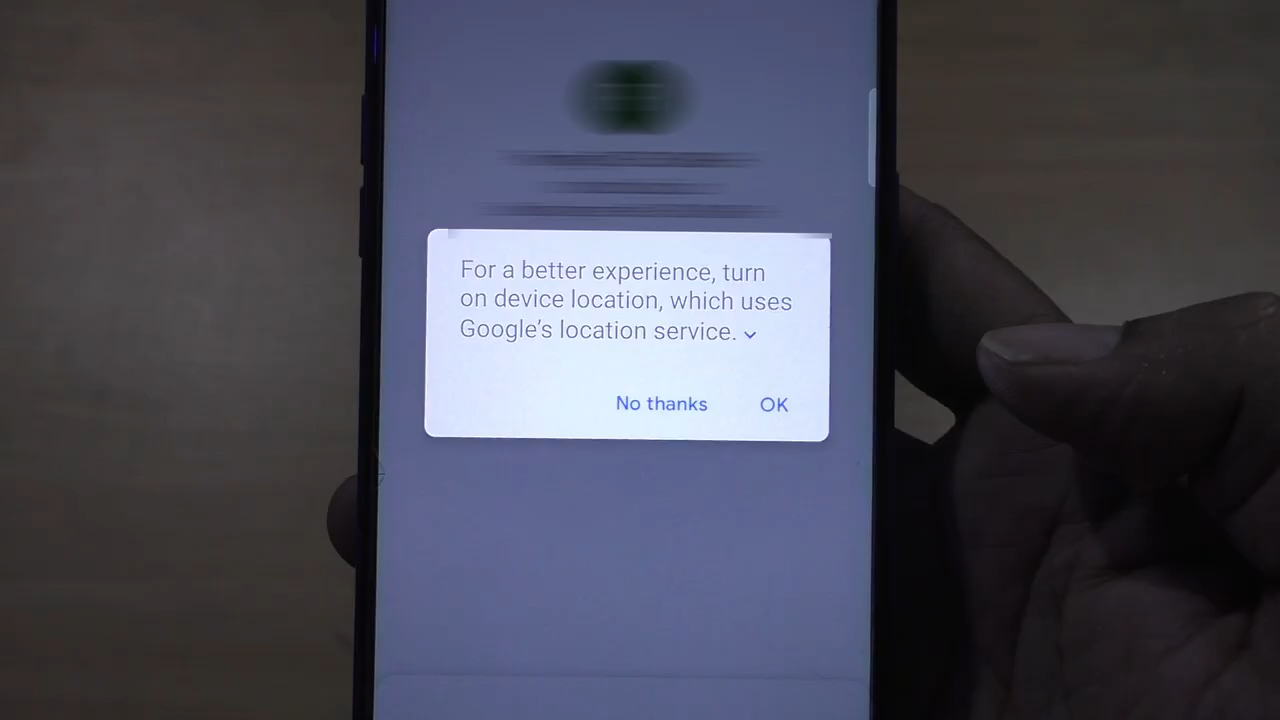 For a better experience, turn
on device location, which uses
Google’s location service.
No thanks OK